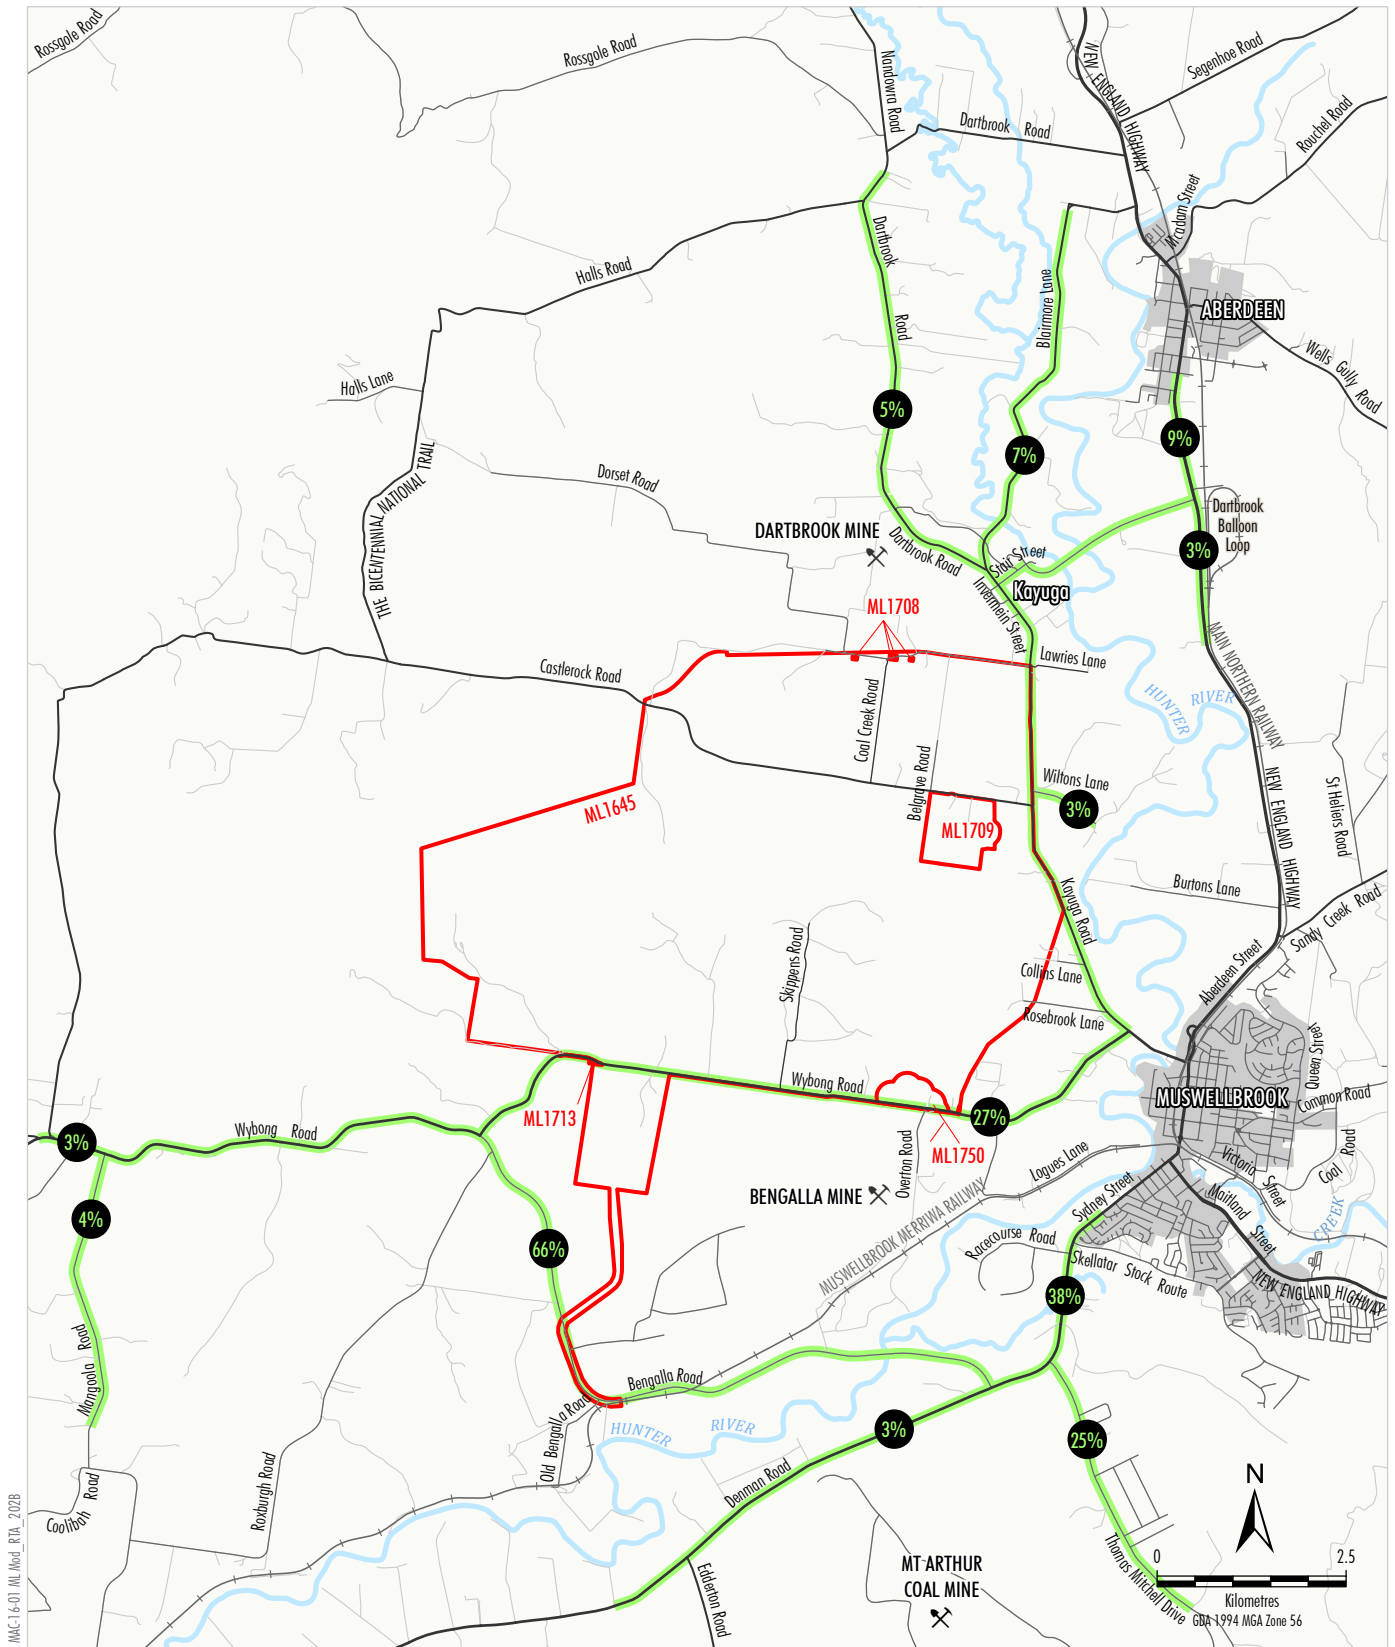 Rossgole Road
Rossgole Road
Nandowra Road
NEW ENGLAND HIGHWAY
Segenhoe Road
Dartbrook Road
Rouchel Road
McAdam Street
Dartbrook Road
Halls Road
Blairmore Lane
ABERDEEN
Wells Gully Road
Halls Lane
5%
7%
9%
THE BICENTENNIAL NATIONAL TRAIL
Dorset Road
DARTBROOK MINE
Dartbrook Road
Dartbrook
Balloon
Loop
3%
Stair Street
Kayuga
Invermein Street
ML1708
MAIN NORTHERN RAILWAY
Castlerock Road
Lawries Lane
HUNTER RIVER
Coal Creek Road
Belgrave Road
Wiltons Lane
3%
NEW ENGLAND HIGHWAY
St Heliers Road
ML1645
ML1709
Kayuga Road
Burtons Lane
Sandy Creek Road
Skippens Road
Collins Lane
Aberdeen Street
Rosebrook Lane
Queen Street
Wybong Road
MUSWELLBROOK
Common Road
ML1713
27%
3%
Wybong Road
ML1750
Overton Road
Logues Lane
Victoria Street
Coal Road
BENGALLA MINE
MUSWELLBROOK MERRIWA RAILWAY
Sydney Street
Maitland Street
CREEK
4%
66%
Racecourse Road
Skellatar Stock Route
38%
NEW ENGLAND HIGHWAY
Mangoola Road
Bengalla Road
Old Bengalla Road
HUNTER RIVER
3%
25%
Coolibah Road
Roxburgh Road
Denman Road
Edderton Road
MT ARTHUR
COAL MINE
Thomas Mitchell Drive
N
0 2.5
Kilometres
GDA 1994 MGA Zone 56
MAC-16-01 ML Mod_RTA_202B